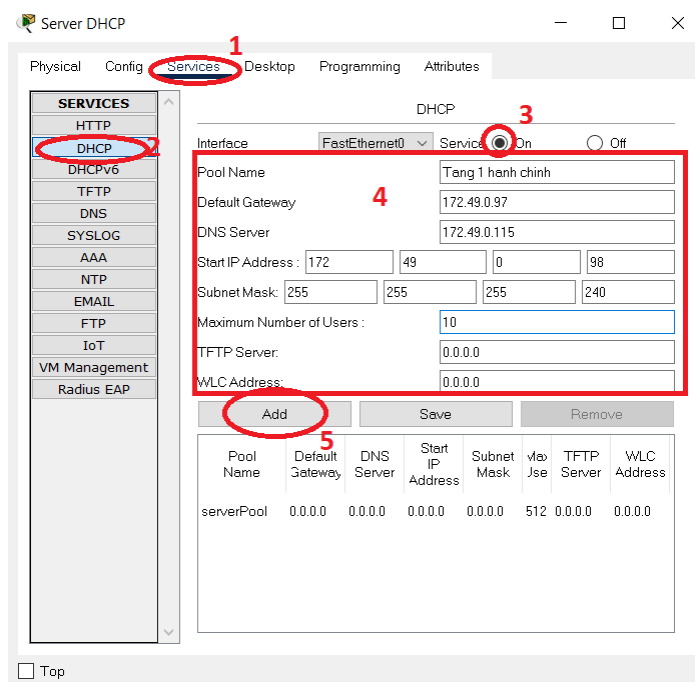 Server DHCP
1
Physical Config Services Desktop Programming Attributes
SERVICES
HTTP
DHCP
2
DHCPv6
TFTP
DNS
SYSLOG
AAA
NTP
EMAIL
FTP
IoT
VM Management
Radius EAP
DHCP
3
Interface FastEthernet0 Service On Off
4
Pool Name Tang 1 hanh chinh
Default Gateway 172.49.0.97
DNS Server 172.49.0.115
Start IP Address : 172 49 0 98
Subnet Mask: 255 255 255 240
Maximum Number of Users : 10
TFTP Server: 0.0.0.0
WLC Address: 0.0.0.0
Add Save Remove
5
Pool Name Default Gateway DNS Server Start IP Address Subnet Mask TFTP Server WLC Address
serverPool 0.0.0.0 0.0.0.0 0.0.0.0 0.0.0.0 512 0.0.0.0 0.0.0.0
Top